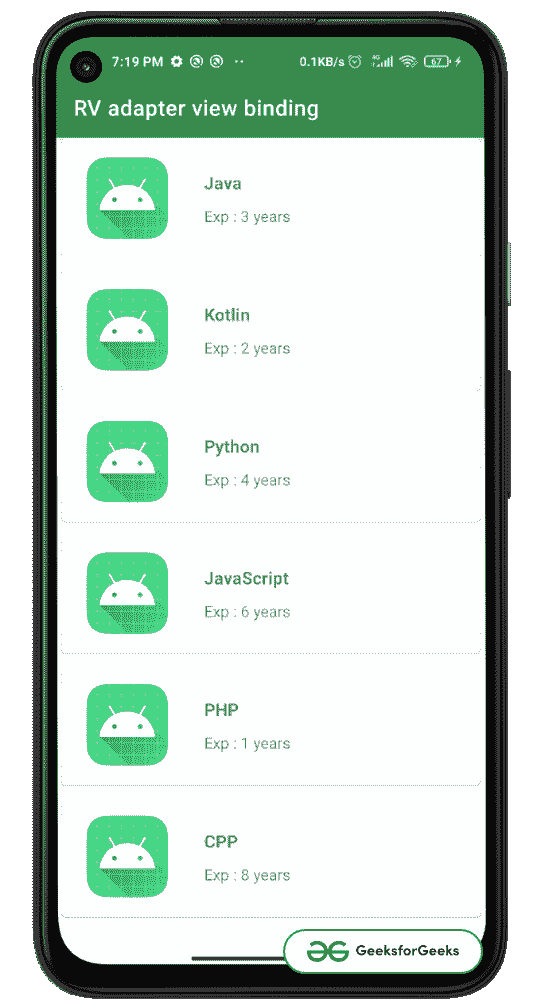 7:19 PM
0.1KB/s
4G
67
RV adapter view binding
Java
Exp : 3 years
Kotlin
Exp : 2 years
Python
Exp : 4 years
JavaScript
Exp : 6 years
PHP
Exp : 1 years
CPP
Exp : 8 years
GeeksforGeeks